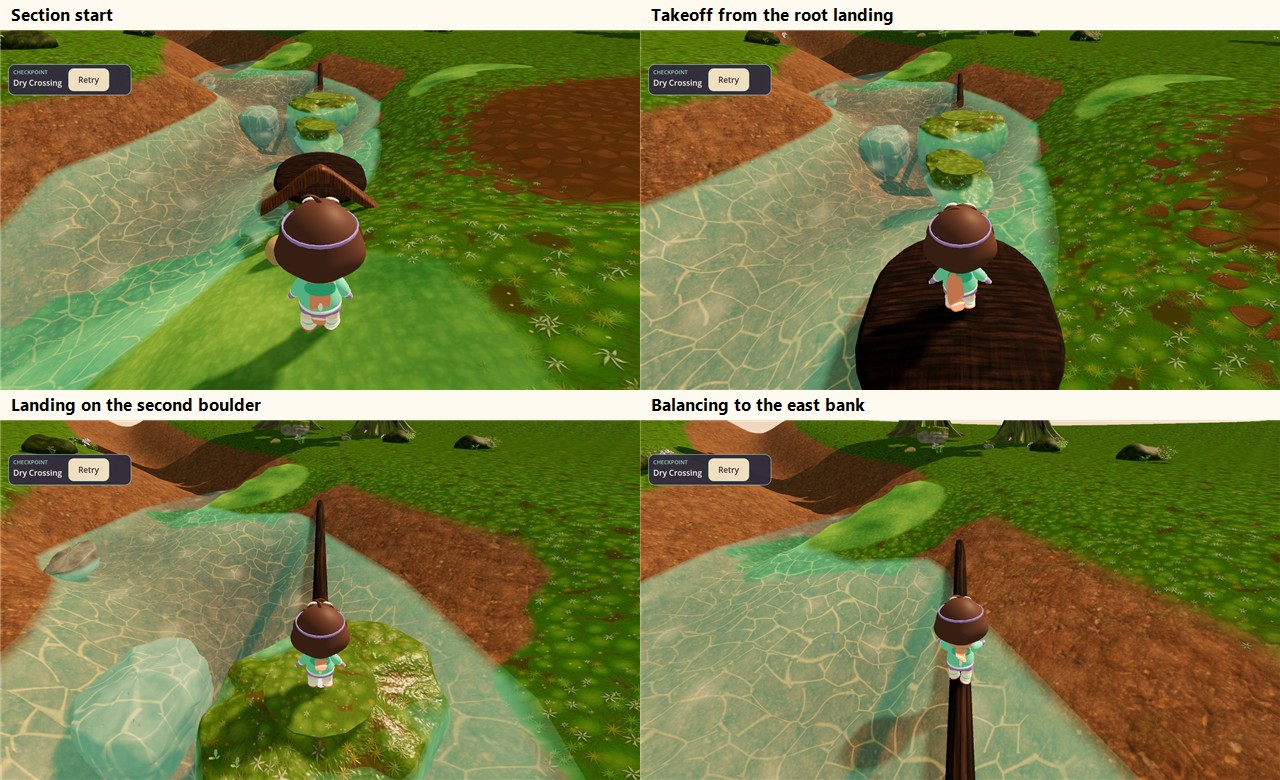 Section start
CHECKPOINT
Dry Crossing
Retry
Takeoff from the root landing
CHECKPOINT
Dry Crossing
Retry
Landing on the second boulder
CHECKPOINT
Dry Crossing
Retry
Balancing to the east bank
CHECKPOINT
Dry Crossing
Retry